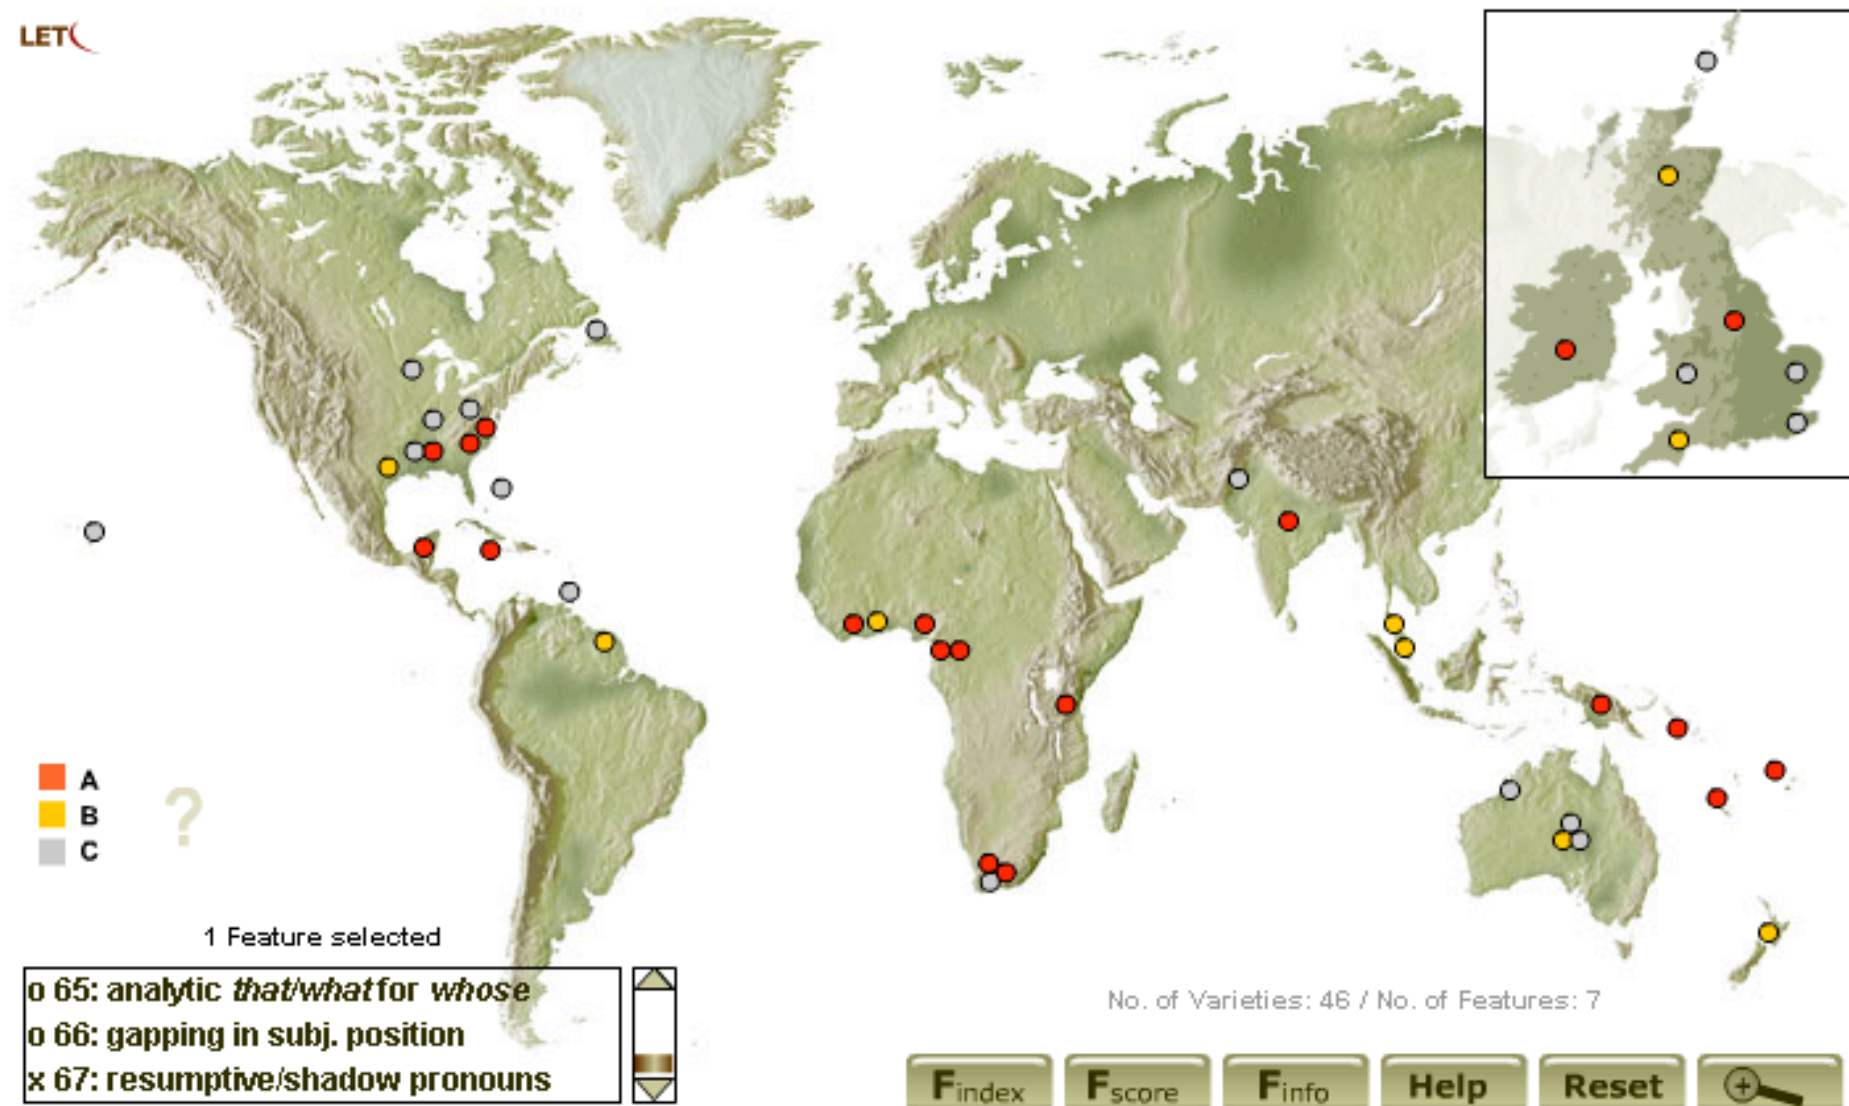 LET
A
B
?
C
1 Feature selected
o 65: analytic that/what for whose
o 66: gapping in subj. position
x 67: resumptive/shadow pronouns
No. of Varieties: 46 / No. of Features: 7
Findex Fscore Finfo Help Reset